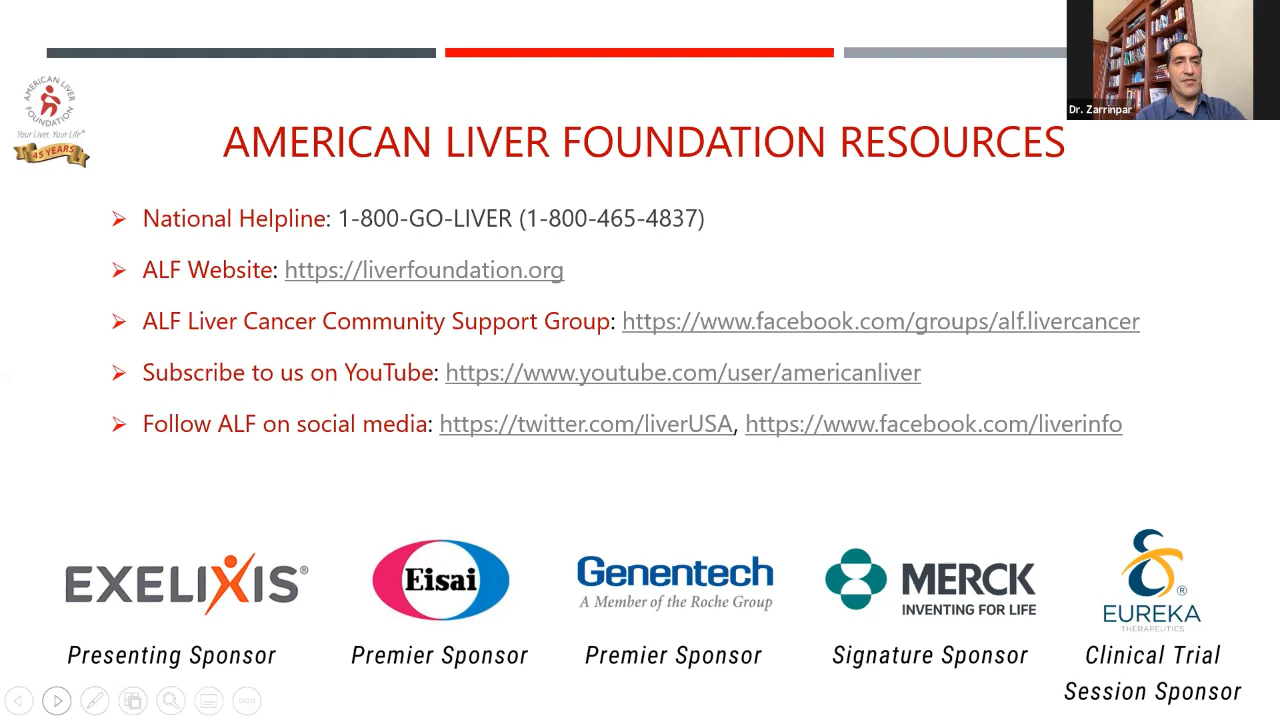 Dr. Zarrinpar
AMERICAN LIVER FOUNDATION
Your Liver. Your Life®
45 YEARS
AMERICAN LIVER FOUNDATION RESOURCES
National Helpline: 1-800-GO-LIVER (1-800-465-4837)
ALF Website: https://liverfoundation.org
ALF Liver Cancer Community Support Group: https://www.facebook.com/groups/alf.livercancer
Subscribe to us on YouTube: https://www.youtube.com/user/americanliver
Follow ALF on social media: https://twitter.com/liverUSA, https://www.facebook.com/liverinfo
EXELIXIS®
Presenting Sponsor
Eisai
Premier Sponsor
Genentech
A Member of the Roche Group
Premier Sponsor
MERCK
INVENTING FOR LIFE
Signature Sponsor
®
EUREKA
THERAPEUTICS
Clinical Trial
Session Sponsor